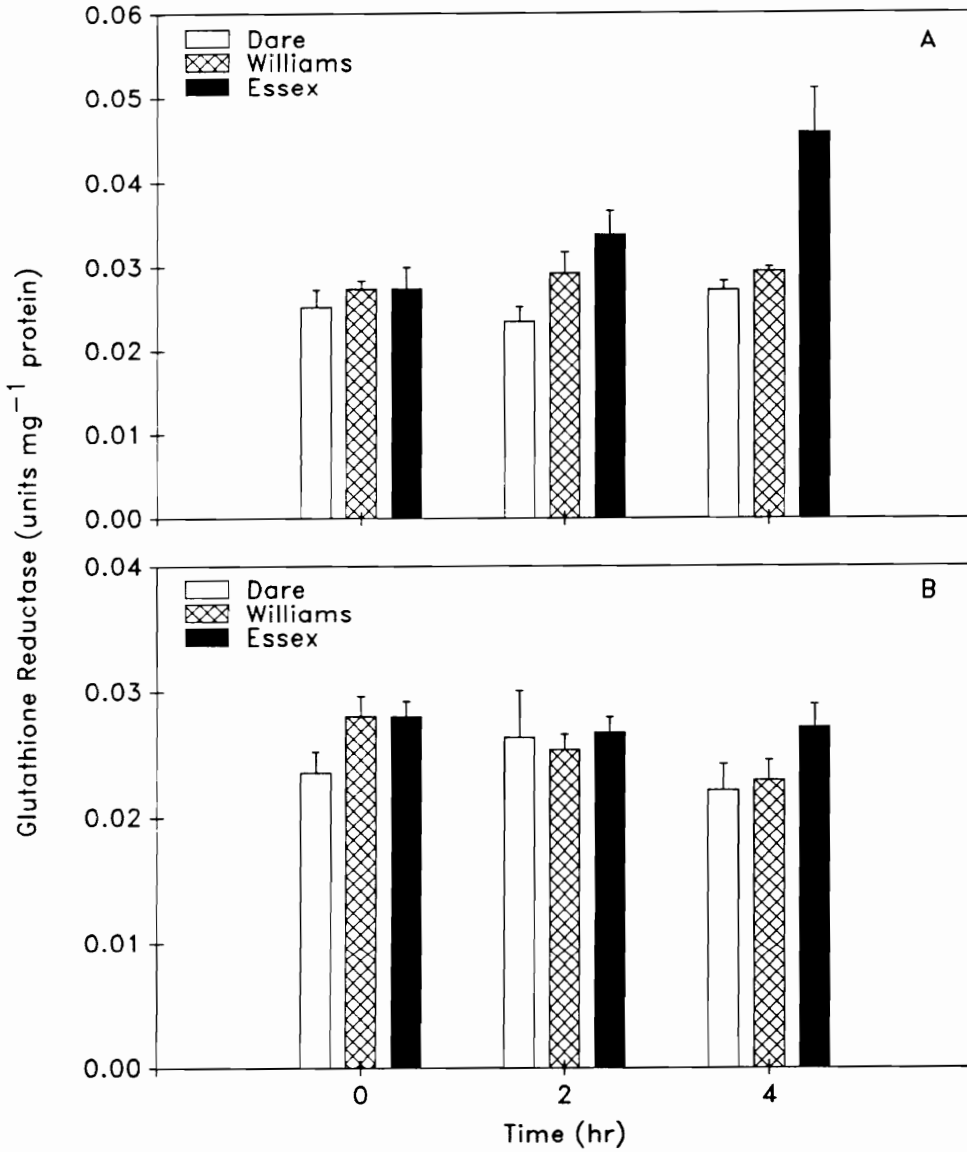 Glutathione Reductase (units mg⁻¹ protein)
A
Dare
Williams
Essex
0.06
0.05
0.04
0.03
0.02
0.01
0.00
B
Dare
Williams
Essex
0.04
0.03
0.02
0.01
0.00
0 2 4
Time (hr)